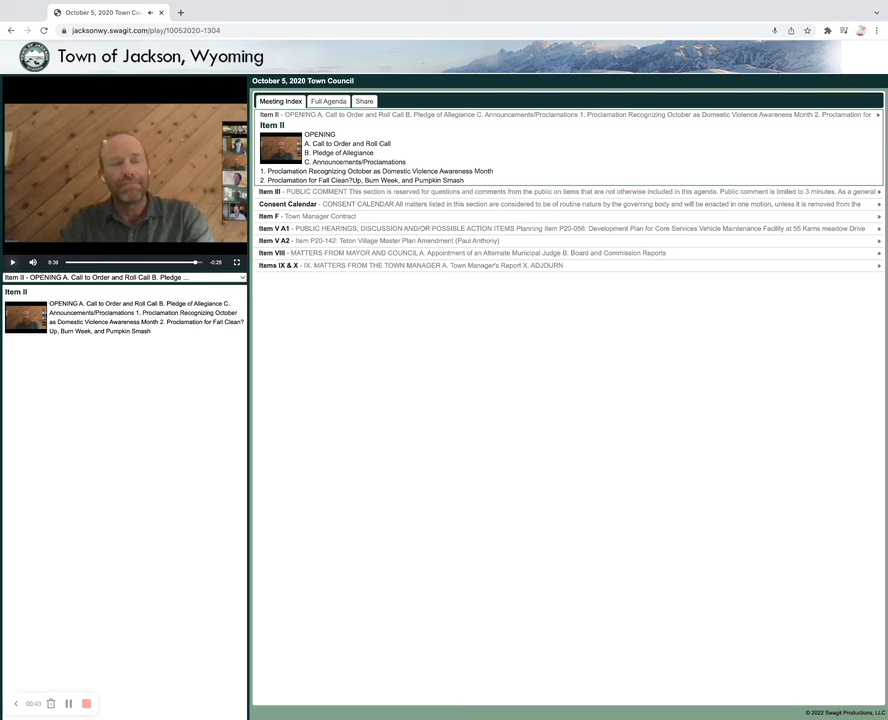 October 5, 2020 Town Cou
jacksonwy.swagit.com/play/10052020-1304
Town of Jackson, Wyoming
October 5, 2020 Town Council
Meeting Index
Full Agenda
Share
Item II - OPENING A. Call to Order and Roll Call B. Pledge of Allegiance C. Announcements/Proclamations 1. Proclamation Recognizing October as Domestic Violence Awareness Month 2. Proclamation for »
Item II
OPENING
A. Call to Order and Roll Call
B. Pledge of Allegiance
C. Announcements/Proclamations
1. Proclamation Recognizing October as Domestic Violence Awareness Month
2. Proclamation for Fall Clean?Up, Burn Week, and Pumpkin Smash
Item III - PUBLIC COMMENT This section is reserved for questions and comments from the public on items that are not otherwise included in this agenda. Public comment is limited to 3 minutes. As a general »
Consent Calendar - CONSENT CALENDAR All matters listed in this section are considered to be of routine nature by the governing body and will be enacted in one motion, unless it is removed from the »
Item F - Town Manager Contract »
Item V A1 - PUBLIC HEARINGS, DISCUSSION AND/OR POSSIBLE ACTION ITEMS Planning Item P20-056: Development Plan for Core Services Vehicle Maintenance Facility at 55 Karns meadow Drive »
Item V A2 - Item P20-142: Teton Village Master Plan Amendment (Paul Anthony) »
Item VIII - MATTERS FROM MAYOR AND COUNCIL A. Appointment of an Alternate Municipal Judge B. Board and Commission Reports »
Items IX & X - IX. MATTERS FROM THE TOWN MANAGER A. Town Manager's Report X. ADJOURN »
8:39
-0:28
Item II - OPENING A. Call to Order and Roll Call B. Pledge ...
Item II
OPENING A. Call to Order and Roll Call B. Pledge of Allegiance C.
Announcements/Proclamations 1. Proclamation Recognizing October
as Domestic Violence Awareness Month 2. Proclamation for Fall Clean?
Up, Burn Week, and Pumpkin Smash
00:43
© 2022 Swagit Productions, LLC